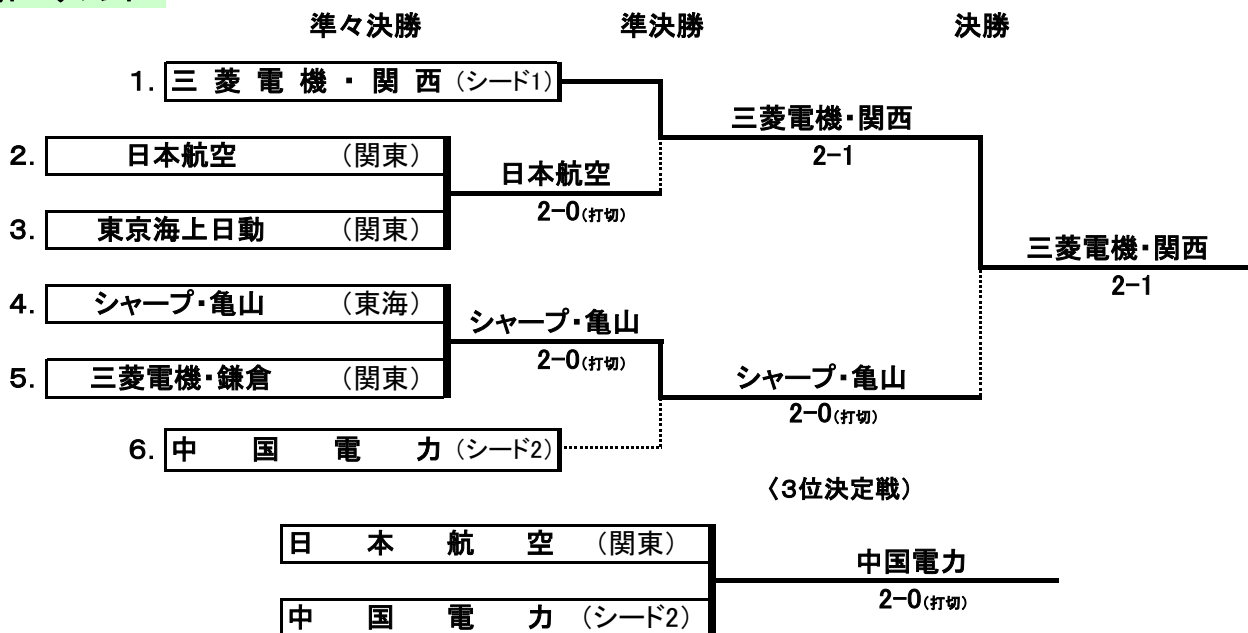 準々決勝 準決勝 決勝
1. 三菱電機・関西 (シード1)
三菱電機・関西
2-1
2. 日本航空 (関東)
日本航空
2-0(打切)
3. 東京海上日動 (関東)
三菱電機・関西
2-1
4. シャープ・亀山 (東海)
シャープ・亀山
2-0(打切)
5. 三菱電機・鎌倉 (関東)
シャープ・亀山
2-0(打切)
6. 中国電力 (シード2)
〈3位決定戦)
日本航空 (関東)
中国電力
2-0(打切)
中国電力 (シード2)